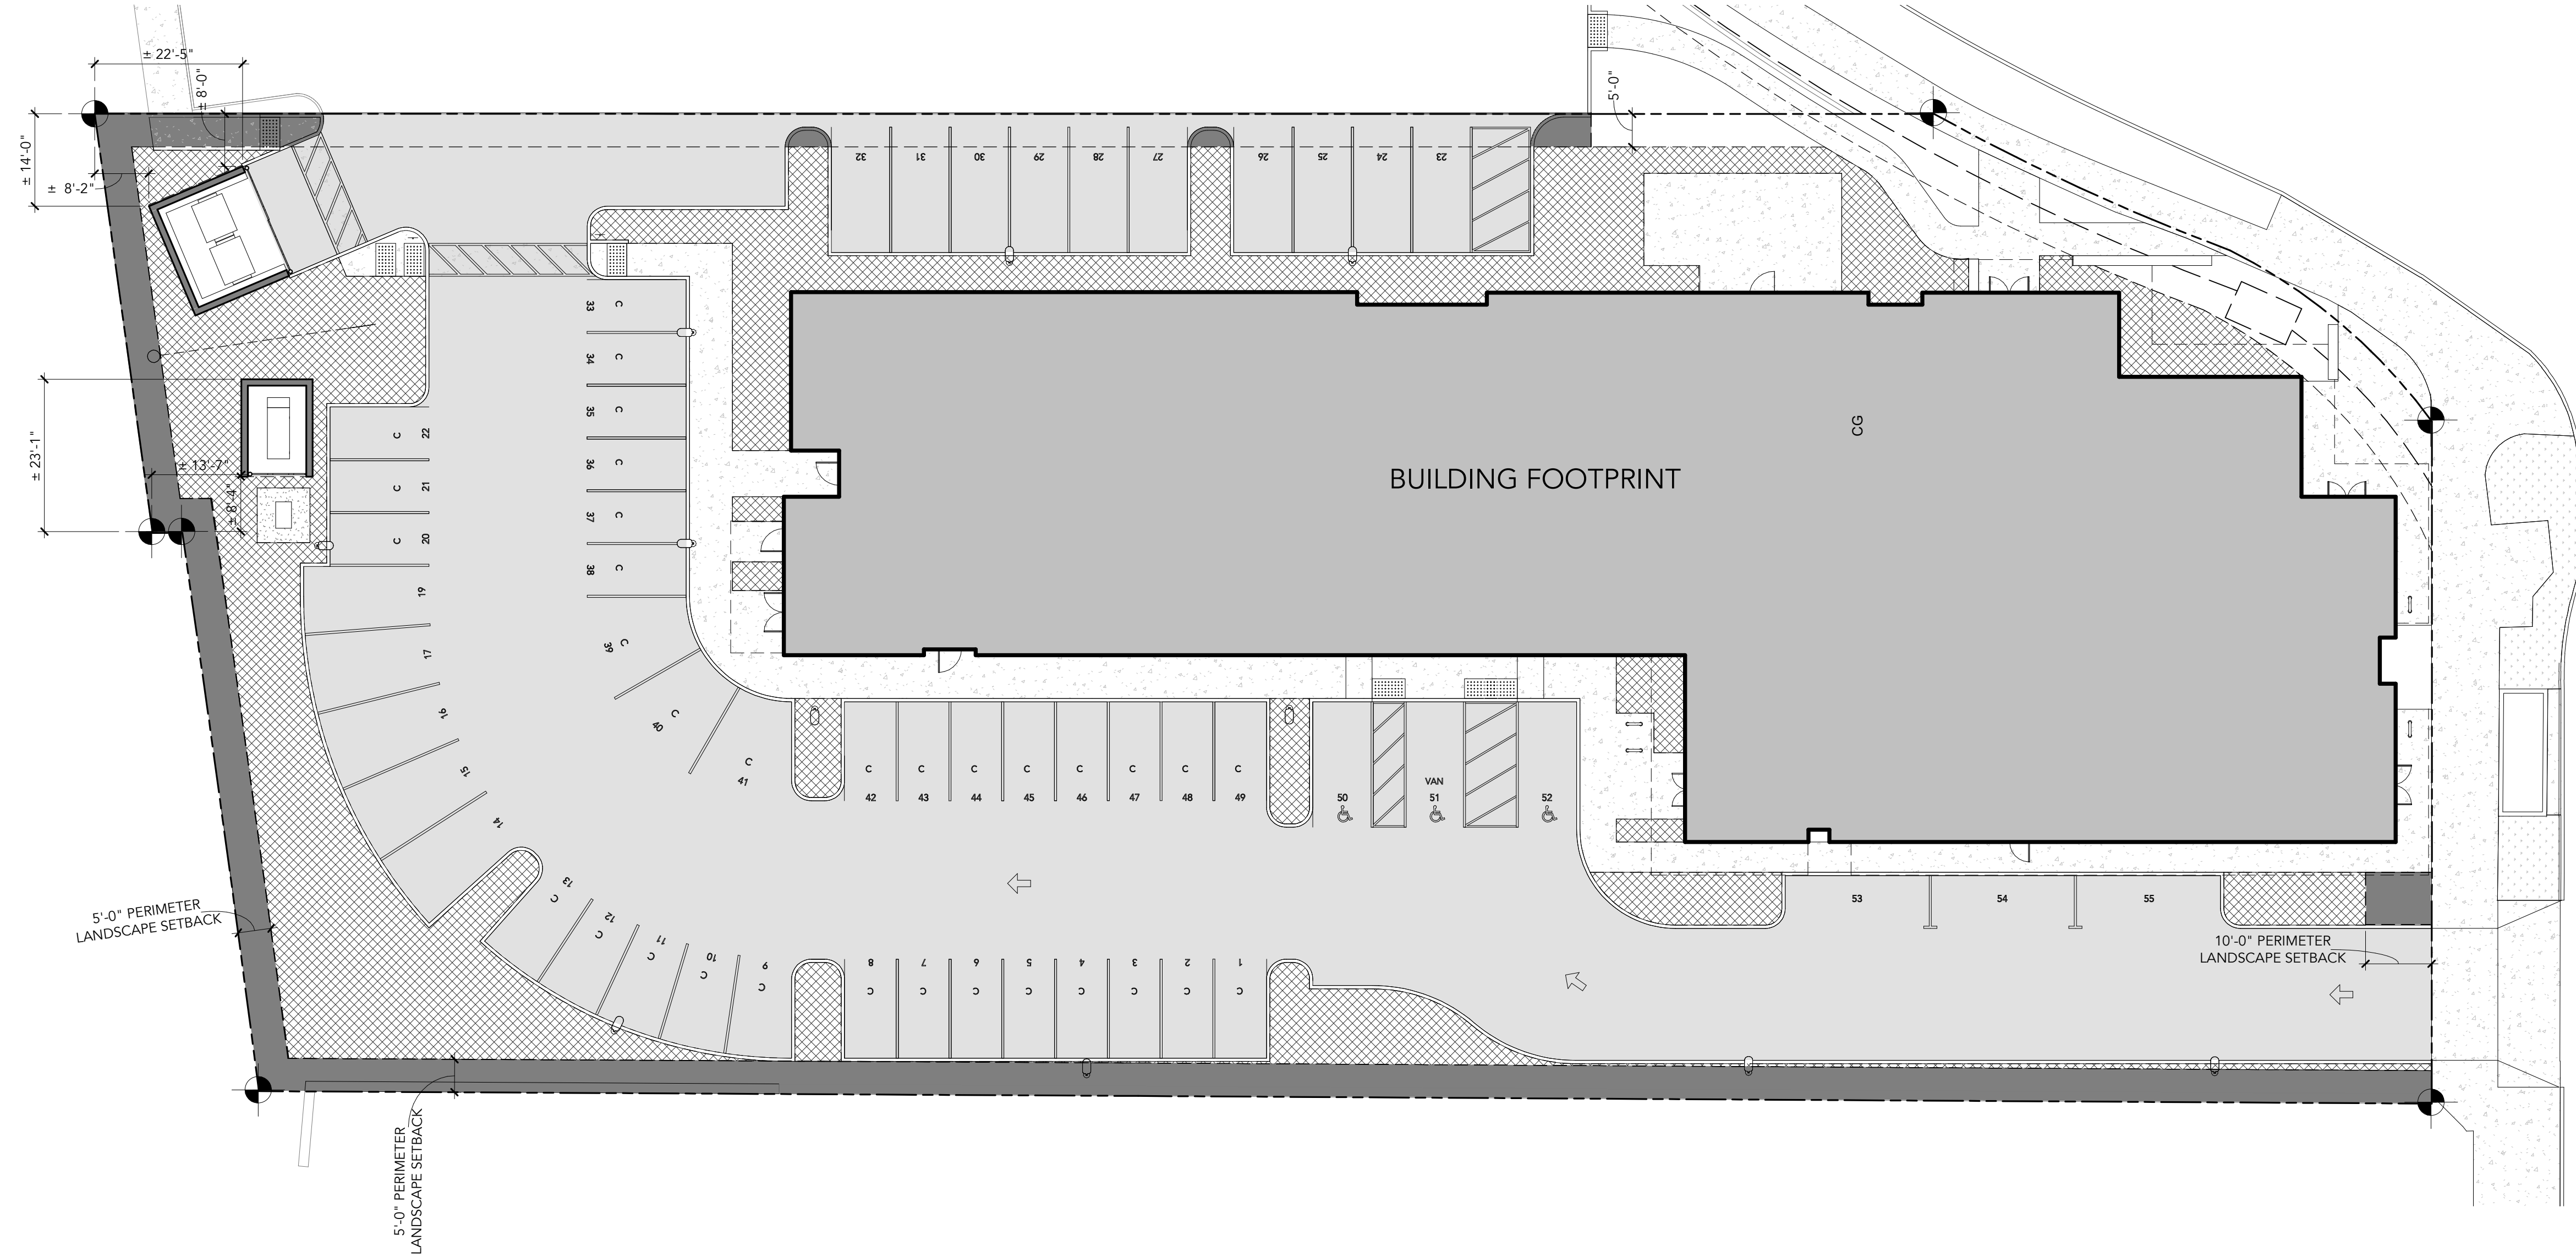 ± 22'-5"
± 8'-0"
5'-0"
± 14'-0"
± 8'-2"
32
31
30
29
28
27
26
25
24
23
33 C
34 C
35 C
36 C
37 C
38 C
39 C
40 C
C
41
C 22
C 21
C 20
19
17
16
15
14
± 23'-1"
± 13'-7"
± 8'-4"
CG
BUILDING FOOTPRINT
C C C C C C C C
42 43 44 45 46 47 48 49
VAN
50 51 52
53 54 55
13 C
12 C
11 C
10 C
9 C
8 7 6 5 4 3 2 1
C C C C C C C C
5'-0" PERIMETER
LANDSCAPE SETBACK
10'-0" PERIMETER
LANDSCAPE SETBACK
5'-0" PERIMETER
LANDSCAPE SETBACK